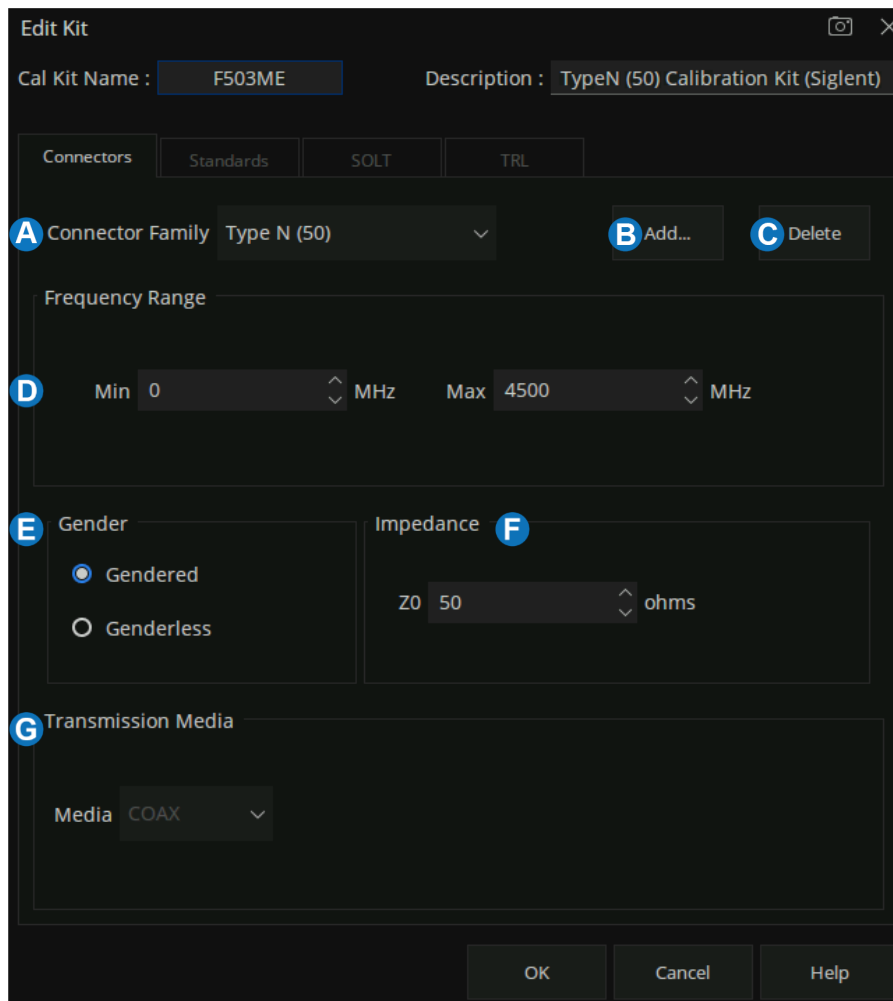 Edit Kit
Cal Kit Name : F503ME Description : TypeN (50) Calibration Kit (Siglent)
Connectors Standards SOLT TRL
A Connector Family Type N (50) B Add... C Delete
Frequency Range
D Min 0 MHz Max 4500 MHz
E Gender Impedance F
Gendered
Z0 50 ohms
Genderless
G Transmission Media
Media COAX
OK Cancel Help